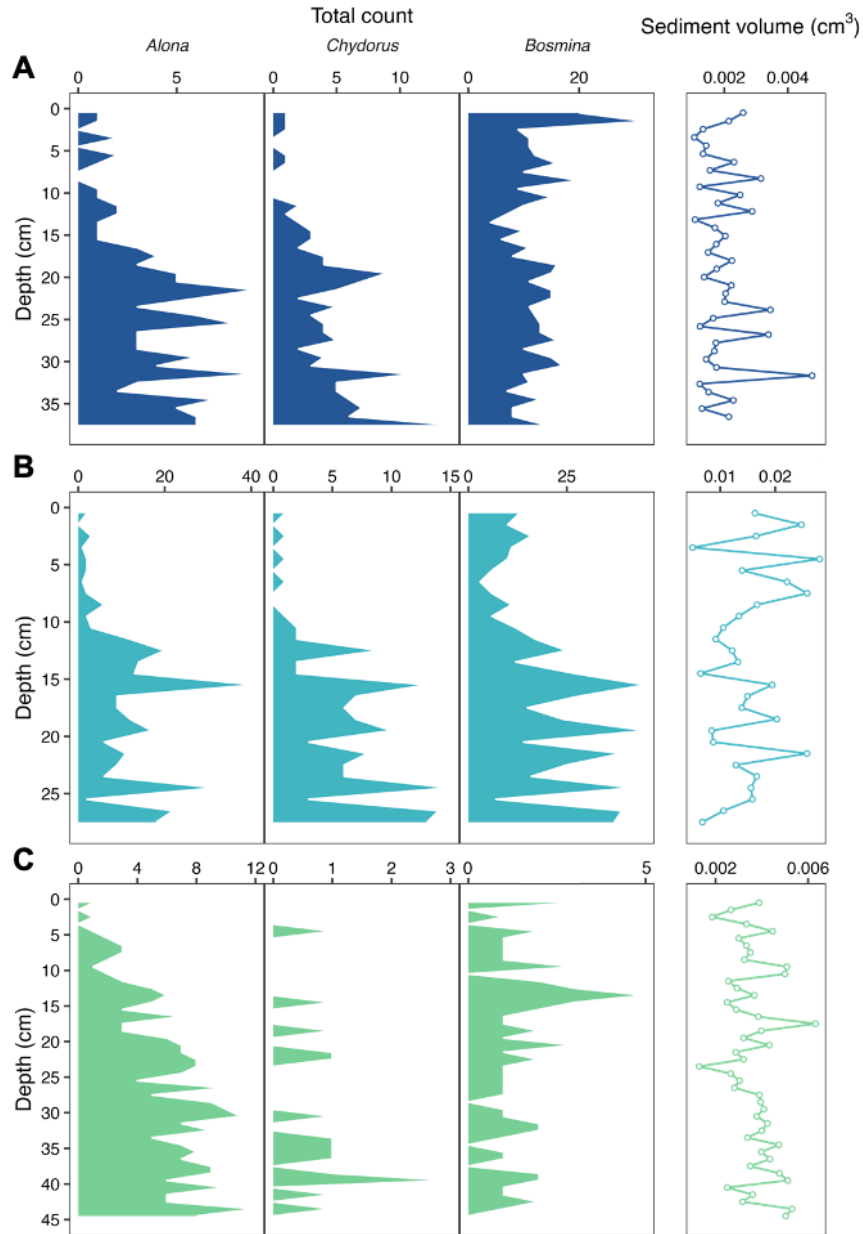 Total count
Sediment volume (cm³)
Alona Chydorus Bosmina
A
0 5 0 5 10 0 20 0.002 0.004
0
5
10
15
20
25
30
35
Depth (cm)
B
0 20 40 0 5 10 15 0 25 0.01 0.02
0
5
10
15
20
25
Depth (cm)
C
0 4 8 12 0 1 2 3 0 5 0.002 0.006
0
5
10
15
20
25
30
35
40
45
Depth (cm)